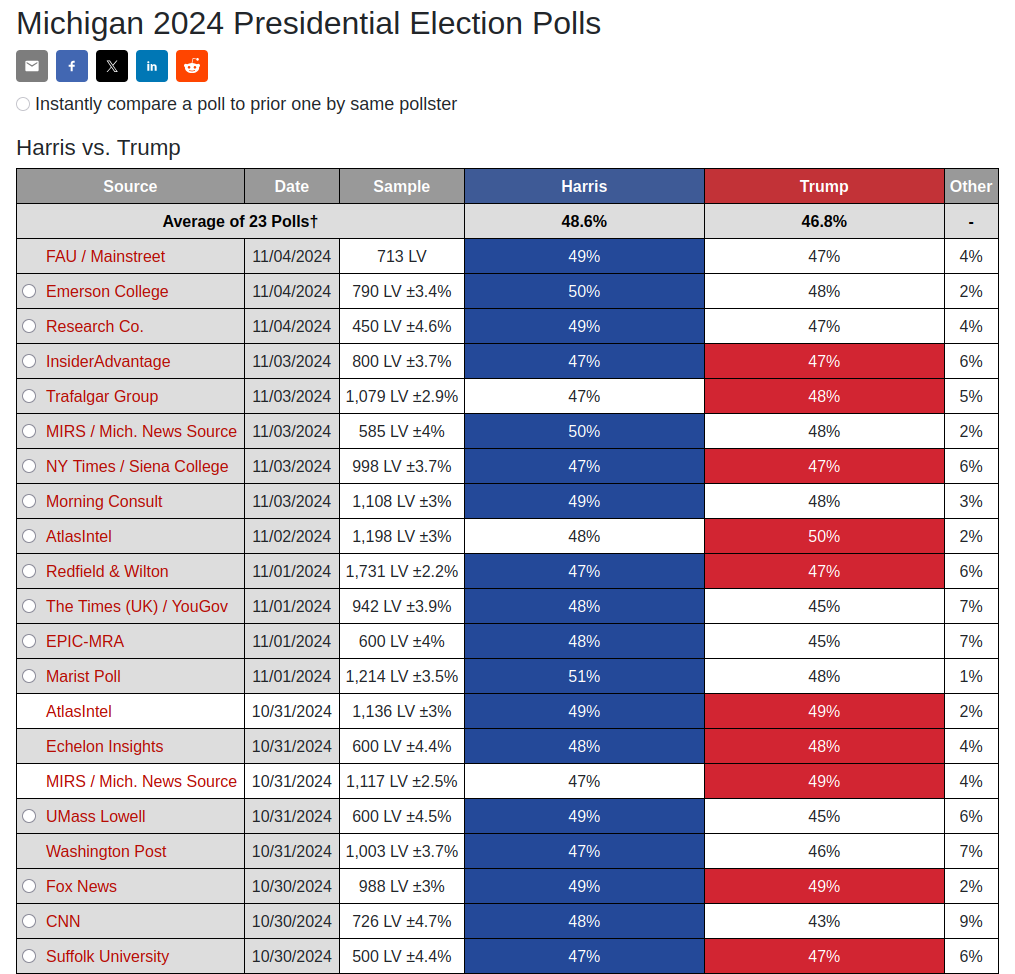 Michigan 2024 Presidential Election Polls
Instantly compare a poll to prior one by same pollster
Harris vs. Trump
Source Date Sample Harris Trump Other
Average of 23 Polls† 48.6% 46.8% -
FAU / Mainstreet 11/04/2024 713 LV 49% 47% 4%
Emerson College 11/04/2024 790 LV ±3.4% 50% 48% 2%
Research Co. 11/04/2024 450 LV ±4.6% 49% 47% 4%
InsiderAdvantage 11/03/2024 800 LV ±3.7% 47% 47% 6%
Trafalgar Group 11/03/2024 1,079 LV ±2.9% 47% 48% 5%
MIRS / Mich. News Source 11/03/2024 585 LV ±4% 50% 48% 2%
NY Times / Siena College 11/03/2024 998 LV ±3.7% 47% 47% 6%
Morning Consult 11/03/2024 1,108 LV ±3% 49% 48% 3%
AtlasIntel 11/02/2024 1,198 LV ±3% 48% 50% 2%
Redfield & Wilton 11/01/2024 1,731 LV ±2.2% 47% 47% 6%
The Times (UK) / YouGov 11/01/2024 942 LV ±3.9% 48% 45% 7%
EPIC-MRA 11/01/2024 600 LV ±4% 48% 45% 7%
Marist Poll 11/01/2024 1,214 LV ±3.5% 51% 48% 1%
AtlasIntel 10/31/2024 1,136 LV ±3% 49% 49% 2%
Echelon Insights 10/31/2024 600 LV ±4.4% 48% 48% 4%
MIRS / Mich. News Source 10/31/2024 1,117 LV ±2.5% 47% 49% 4%
UMass Lowell 10/31/2024 600 LV ±4.5% 49% 45% 6%
Washington Post 10/31/2024 1,003 LV ±3.7% 47% 46% 7%
Fox News 10/30/2024 988 LV ±3% 49% 49% 2%
CNN 10/30/2024 726 LV ±4.7% 48% 43% 9%
Suffolk University 10/30/2024 500 LV ±4.4% 47% 47% 6%